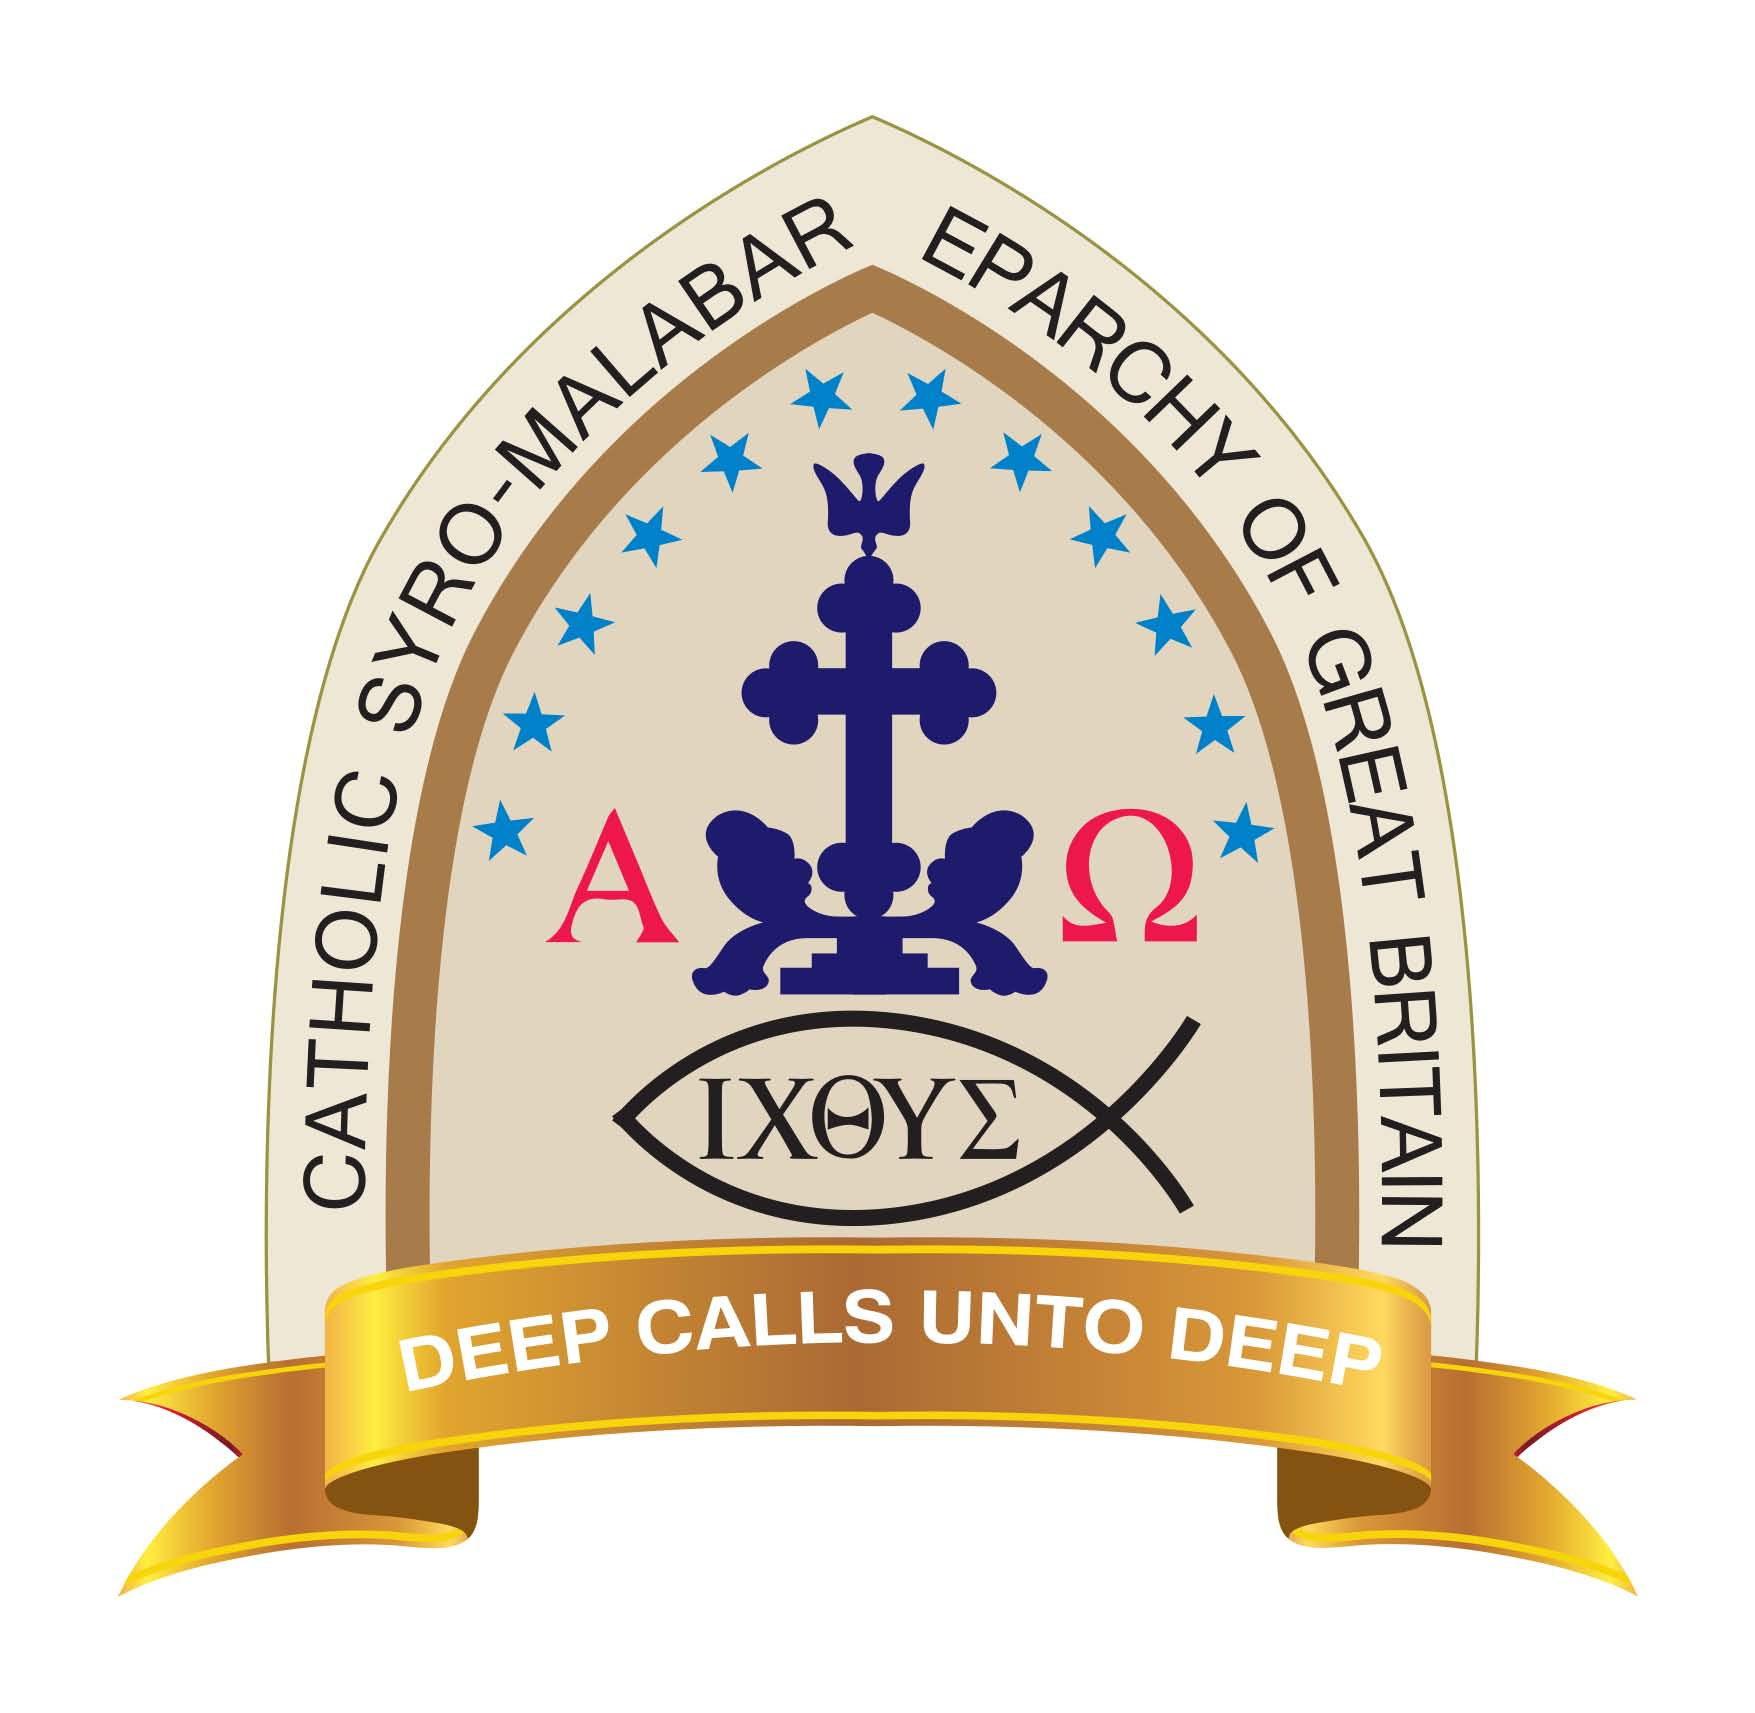 CATHOLIC SYRO-MALABAR EPARCHY OF GREAT BRITAIN
Α Ω
ΙΧΘΥΣ
DEEP CALLS UNTO DEEP